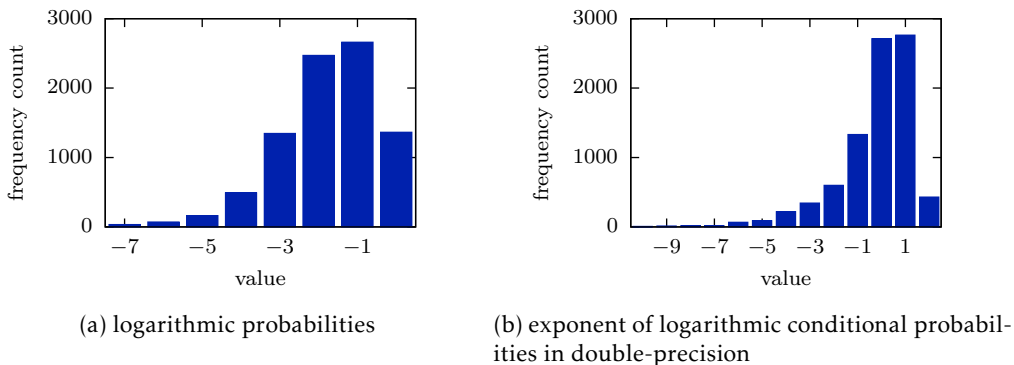 3000
2000
1000
0
frequency count
−7
−5
−3
−1
value
(a) logarithmic probabilities
3000
2000
1000
0
frequency count
−9
−7
−5
−3
−1
1
value
(b) exponent of logarithmic conditional probabil-
ities in double-precision